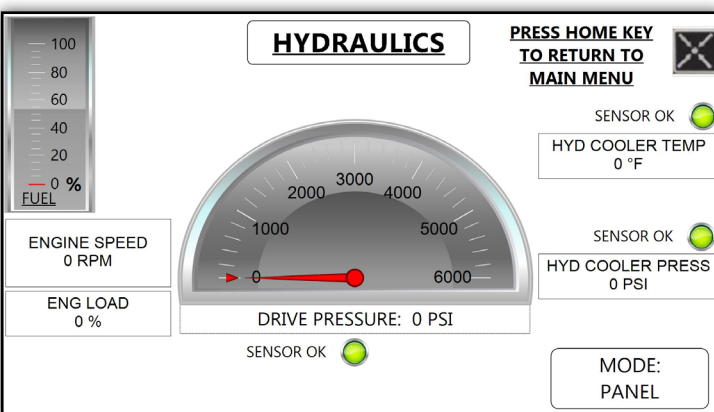 HYDRAULICS
PRESS HOME KEY
TO RETURN TO
MAIN MENU
100
80
60
40
20
0 %
FUEL
ENGINE SPEED
0 RPM
ENG LOAD
0 %
0
1000
2000
3000
4000
5000
6000
DRIVE PRESSURE: 0 PSI
SENSOR OK
SENSOR OK
HYD COOLER TEMP
0 °F
SENSOR OK
HYD COOLER PRESS
0 PSI
MODE:
PANEL